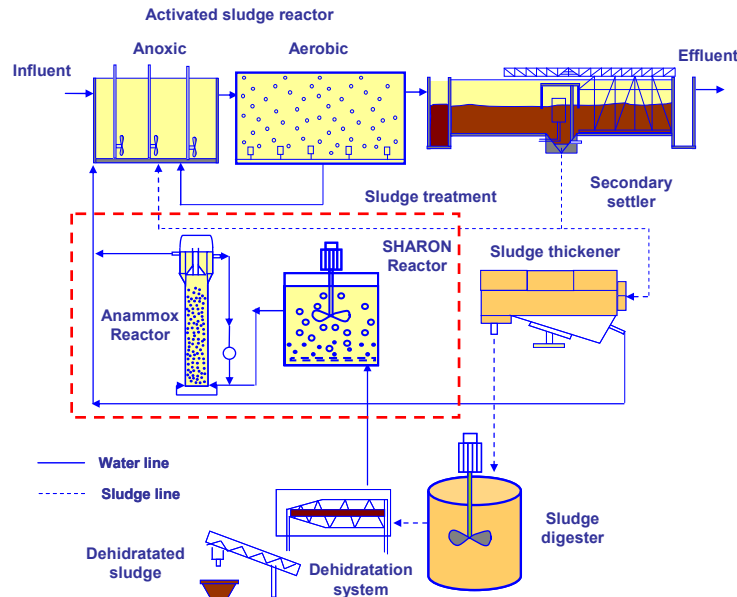 Activated sludge reactor
Anoxic
Aerobic
Influent
Effluent
Sludge treatment
Secondary
settler
SHARON
Reactor
Sludge thickener
Anammox
Reactor
Water line
Sludge line
Sludge
digester
Dehidratated
sludge
Dehidratation
system